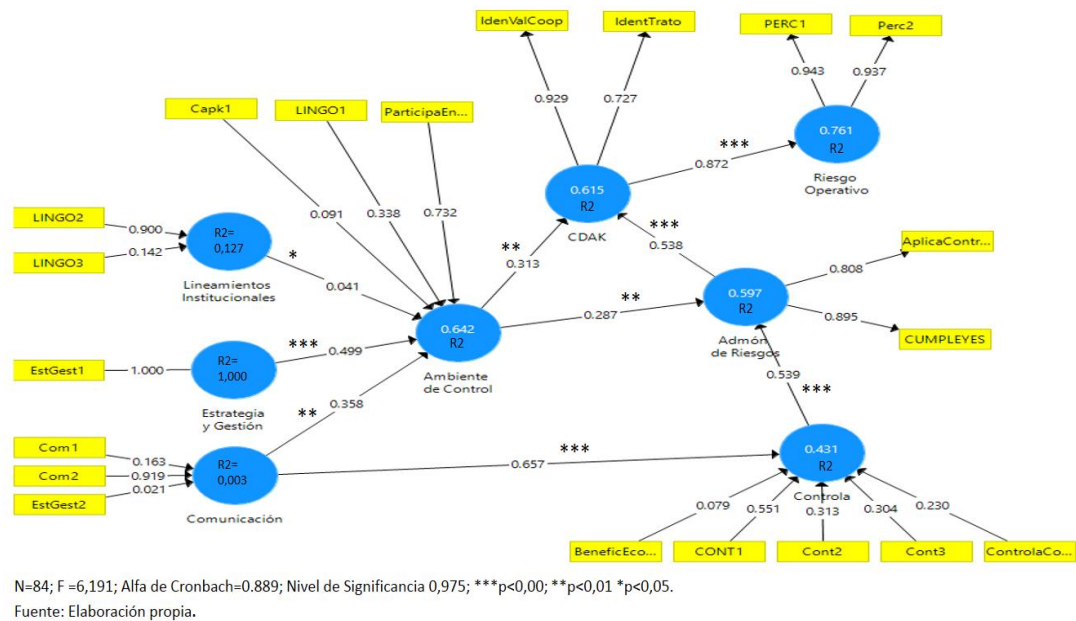 IdenValCoop
IdentTrato
PERC1
Perc2
0.943
0.937
0.929
0.727
Capk1
LINGO1
ParticipaEn...
0.761
R2
***
0.872
Riesgo
Operativo
0.615
R2
CDAK
0.091
0.338
0.732
LINGO2
0.900
LINGO3
0.142
R2=
0,127
Lineamientos
Institucionales
*
0.041
**
0.313
***
0.538
AplicaContr...
0.808
0.597
R2
Admón
de Riesgos
0.895
CUMPLEYES
**
0.287
0.642
R2
Ambiente
de Control
EstGest1
1.000
R2=
1,000
Estrategia
y Gestión
***
0.499
**
0.358
0.539
***
Com1
0.163
Com2
0.919
EstGest2
0.021
R2=
0,003
Comunicación
***
0.657
0.431
R2
Controla
0.079
0.551
0.313
0.304
0.230
BeneficEco...
CONT1
Cont2
Cont3
ControlaCo...
N=84; F =6,191; Alfa de Cronbach=0.889; Nivel de Significancia 0,975; ***p<0,00; **p<0,01 *p<0,05.
Fuente: Elaboración propia.